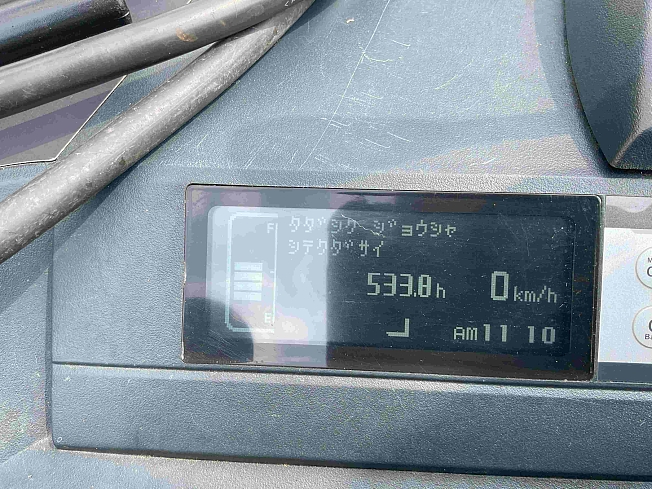 F
タダシク ジョウシャ
シテクダサイ
533.8h 0km/h
E
AM11 10